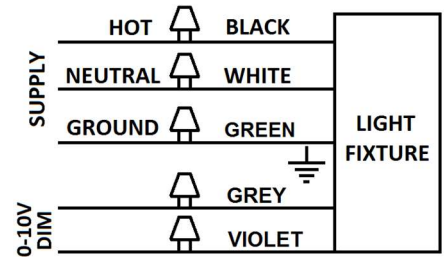 HOT BLACK
NEUTRAL WHITE
GROUND GREEN
GREY
VIOLET
SUPPLY
0-10V
DIM
LIGHT
FIXTURE